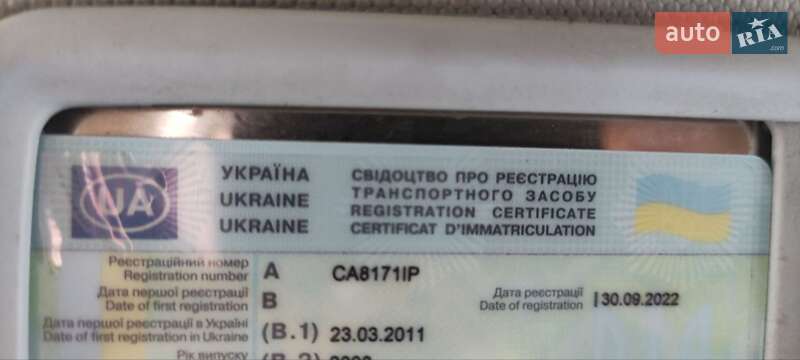 auto RIA.com
УКРАЇНА
UKRAINE
UKRAINE
UA
СВІДОЦТВО ПРО РЕЄСТРАЦІЮ
ТРАНСПОРТНОГО ЗАСОБУ
REGISTRATION CERTIFICATE
CERTIFICAT D'IMMATRICULATION
Реєстраційний номер
Registration number A CA8171IP
Дата першої реєстрації
Date of first registration B
Дата реєстрації
Date of registration 30.09.2022
Дата першої реєстрації в Україні
Date of first registration in Ukraine (B.1) 23.03.2011
Рік випуску